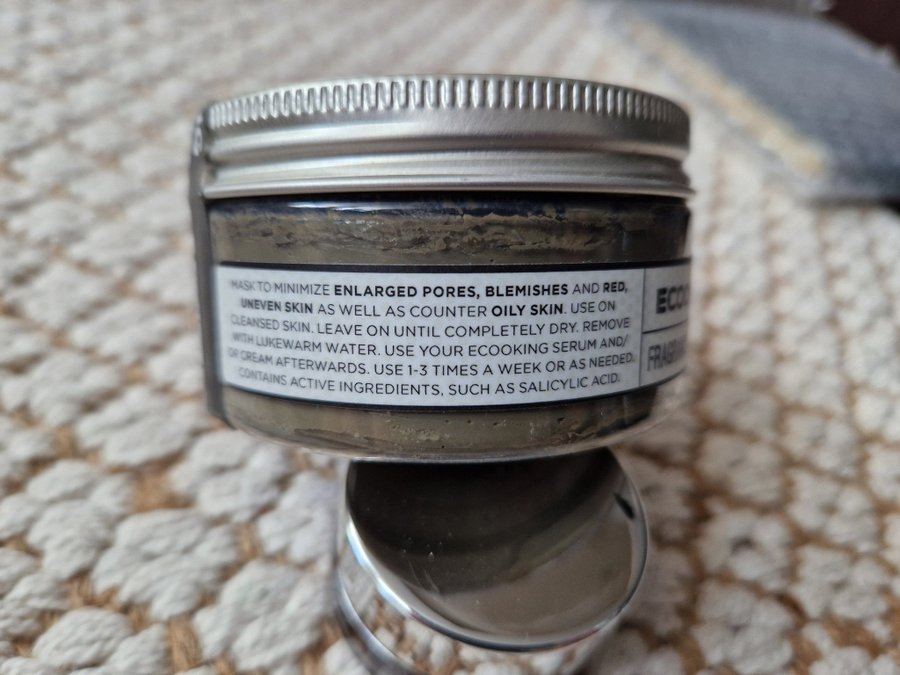 MASK TO MINIMIZE ENLARGED PORES, BLEMISHES AND RED,
UNEVEN SKIN AS WELL AS COUNTER OILY SKIN. USE ON
CLEANSED SKIN. LEAVE ON UNTIL COMPLETELY DRY. REMOVE
WITH LUKEWARM WATER. USE YOUR ECOOKING SERUM AND/
OR CREAM AFTERWARDS. USE 1-3 TIMES A WEEK OR AS NEEDED.
CONTAINS ACTIVE INGREDIENTS, SUCH AS SALICYLIC ACID.